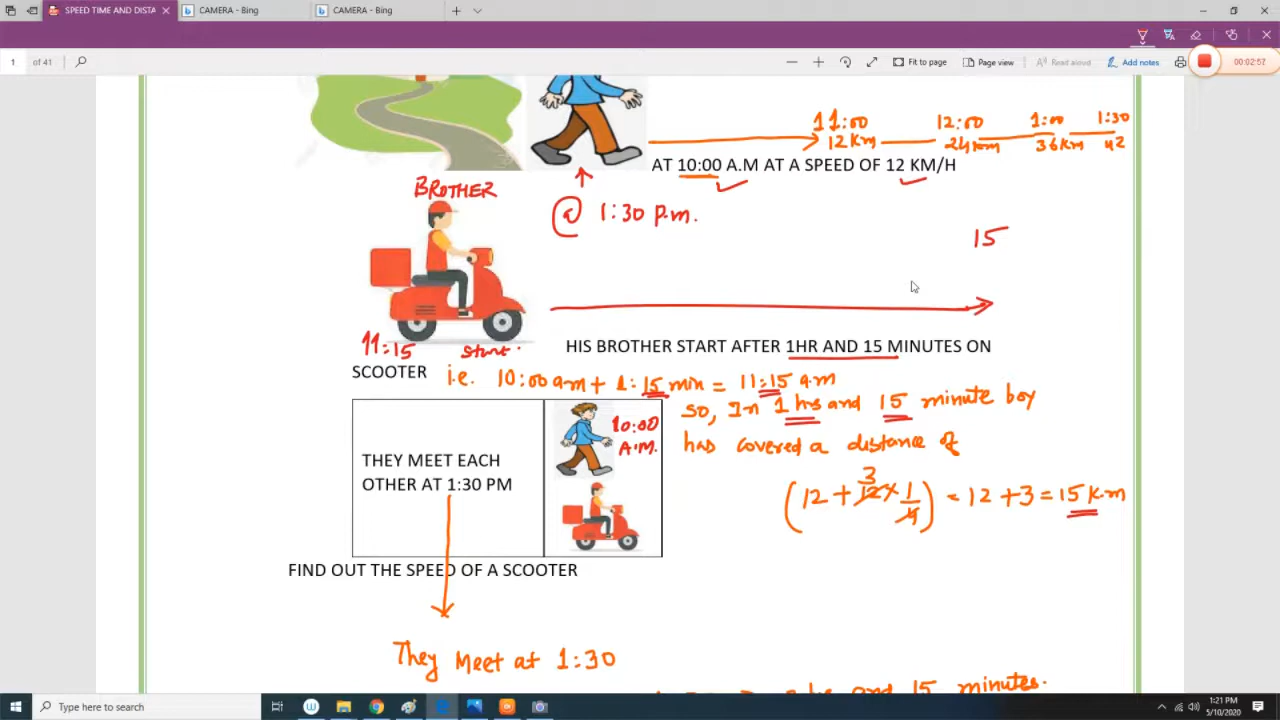 SPEED TIME AND DISTA
CAMERA - Bing
CAMERA - Bing
1 of 41
Fit to page
Page view
Read aloud
Add notes
00:02:57
11:00 12:00 1:00 1:30
12 Km 24 Km 36 Km 42
AT 10:00 A.M AT A SPEED OF 12 KM/H
BROTHER
@ 1:30 P.m.
15
HIS BROTHER START AFTER 1HR AND 15 MINUTES ON
11:15 start.
SCOOTER
i.e. 10:00 am + 1:15 min = 11:15 a.m
so, In 1 hrs and 15 minute boy
10:00
A.M.
has covered a distance of
THEY MEET EACH
OTHER AT 1:30 PM
(12 + 3 12 × 1/4) = 12 + 3 = 15 K.m
FIND OUT THE SPEED OF A SCOOTER
They Meet at 1:30
and 15 minutes.
Type here to search
1:21 PM
5/10/2020